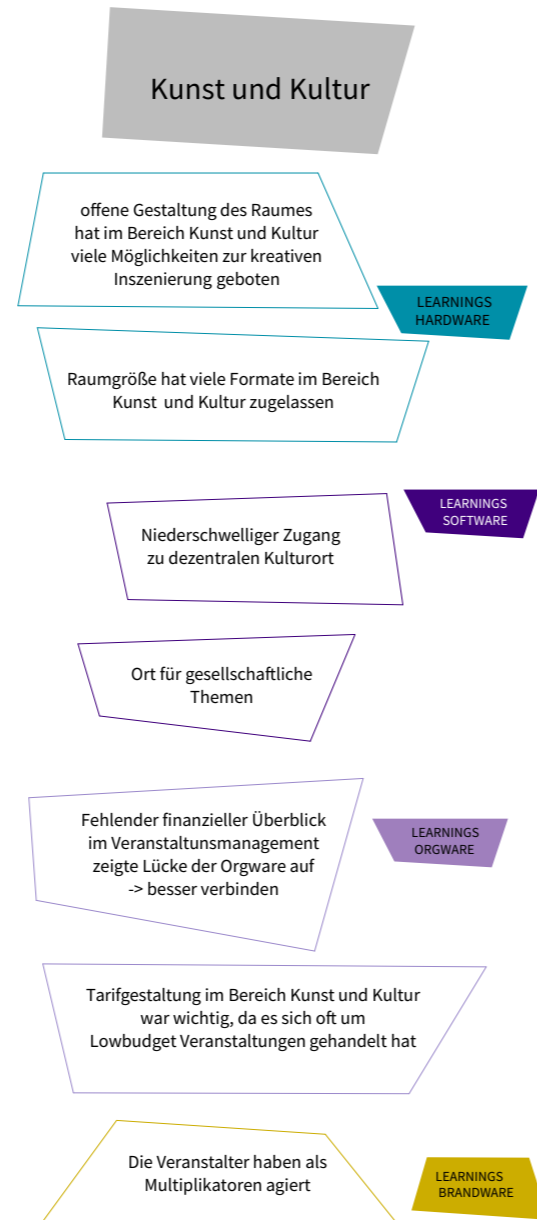 Kunst und Kultur
offene Gestaltung des Raumes
hat im Bereich Kunst und Kultur
viele Möglichkeiten zur kreativen
Inszenierung geboten
LEARNINGS
HARDWARE
Raumgröße hat viele Formate im Bereich
Kunst und Kultur zugelassen
LEARNINGS
SOFTWARE
Niederschwelliger Zugang
zu dezentralen Kulturort
Ort für gesellschaftliche
Themen
Fehlender finanzieller Überblick
im Veranstaltunsmanagement
zeigte Lücke der Orgware auf
-> besser verbinden
LEARNINGS
ORGWARE
Tarifgestaltung im Bereich Kunst und Kultur
war wichtig, da es sich oft um
Lowbudget Veranstaltungen gehandelt hat
Die Veranstalter haben als
Multiplikatoren agiert
LEARNINGS
BRANDWARE